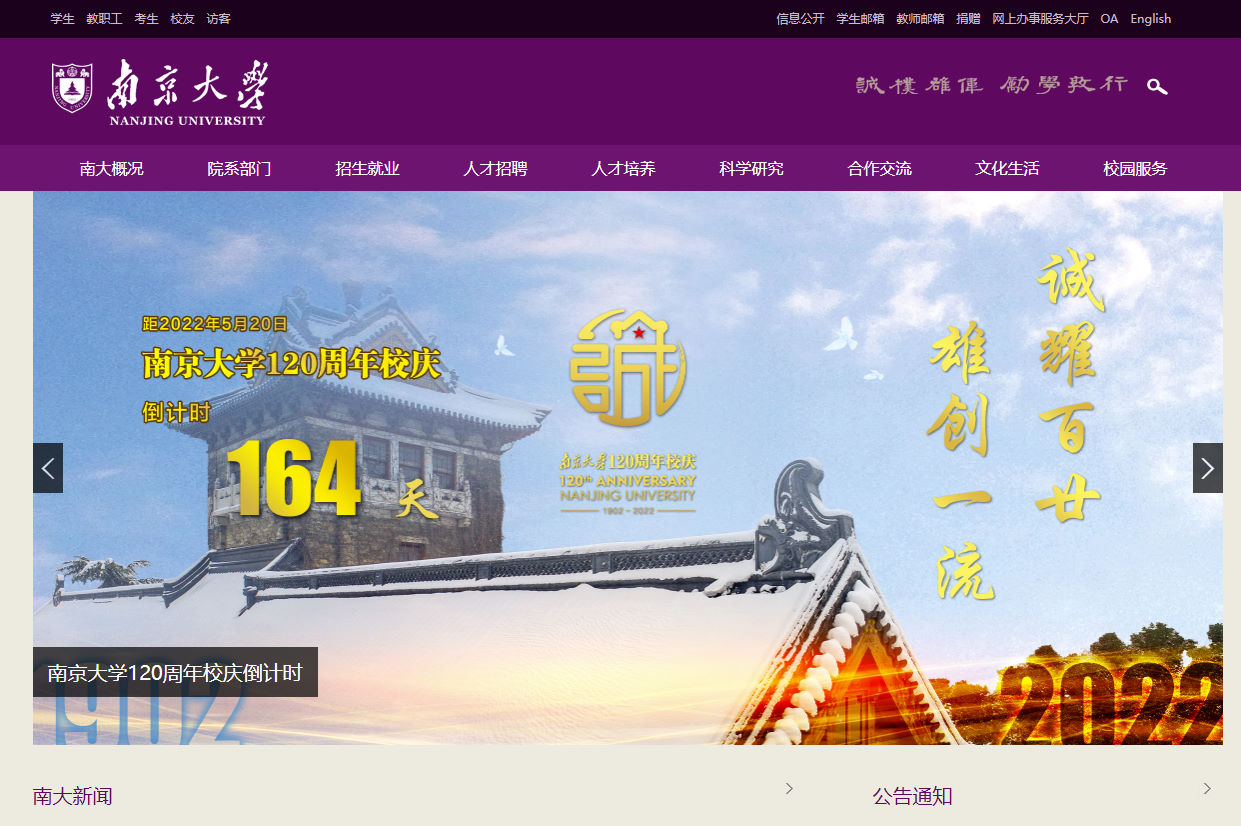 学生 教职工 考生 校友 访客
信息公开 学生邮箱 教师邮箱 捐赠 网上办事服务大厅 OA English
南京大学
NANJING UNIVERSITY
誠樸雄偉 勵學敦行
南大概况 院系部门 招生就业 人才招聘 人才培养 科学研究 合作交流 文化生活 校园服务
距2022年5月20日
南京大学120周年校庆
倒计时
164 天
誠
南京大学120周年校庆
120th ANNIVERSARY
NANJING UNIVERSITY
1902 - 2022
诚耀百廿
雄创一流
南京大学120周年校庆倒计时
1902
2022
南大新闻
公告通知